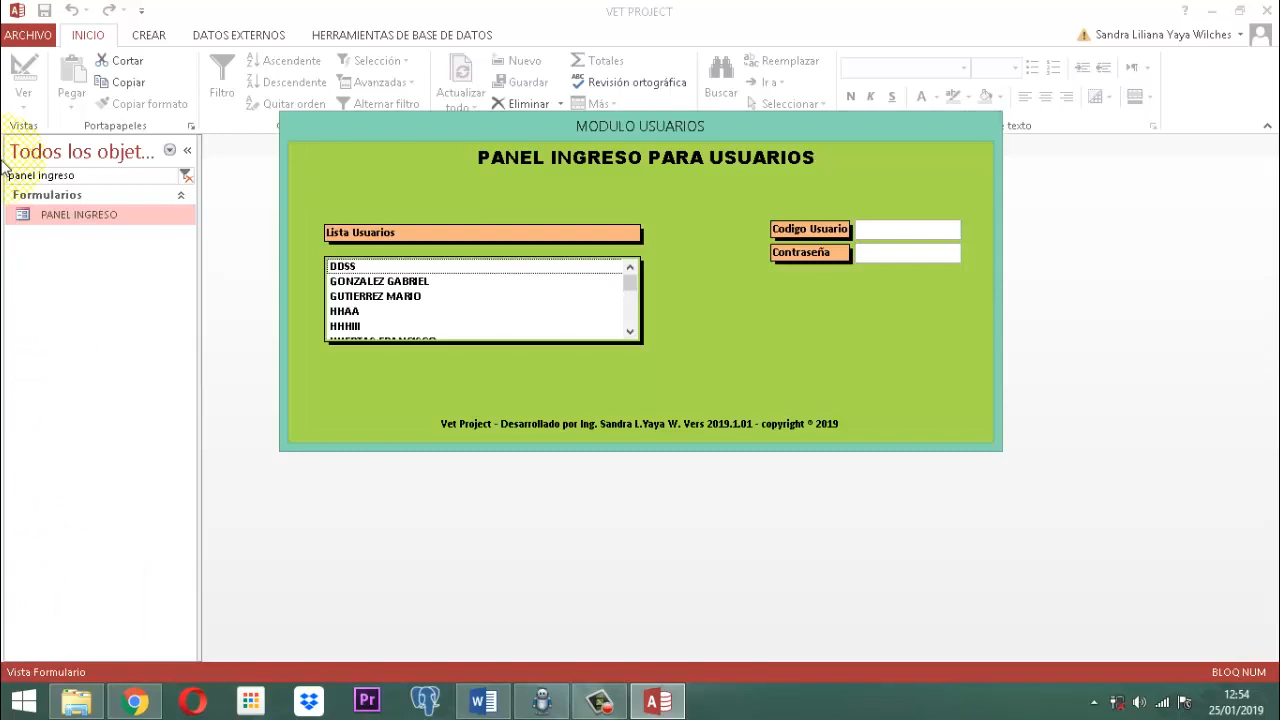 VET PROJECT
ARCHIVO INICIO CREAR DATOS EXTERNOS HERRAMIENTAS DE BASE DE DATOS
Sandra Liliana Yaya Wilches
Ver
Vistas
Pegar
Cortar
Copiar
Copiar formato
Portapapeles
Filtro
Ascendente
Descendente
Quitar orden
Selección
Avanzadas
Alternar filtro
Actualizar
todo
Nuevo
Guardar
Eliminar
Totales
Revisión ortográfica
Más
Buscar
Reemplazar
Ir a
Seleccionar
N K S
A
texto
Todos los objet...
panel ingreso
Formularios
PANEL INGRESO
MODULO USUARIOS
PANEL INGRESO PARA USUARIOS
Lista Usuarios
DDSS
GONZALEZ GABRIEL
GUTIERREZ MARIO
HHAA
HHHIII
Codigo Usuario
Contraseña
Vet Project - Desarrollado por Ing. Sandra L.Yaya W. Vers 2019.1.01 - copyright ® 2019
Vista Formulario
BLOQ NUM
Pr
12:54
25/01/2019